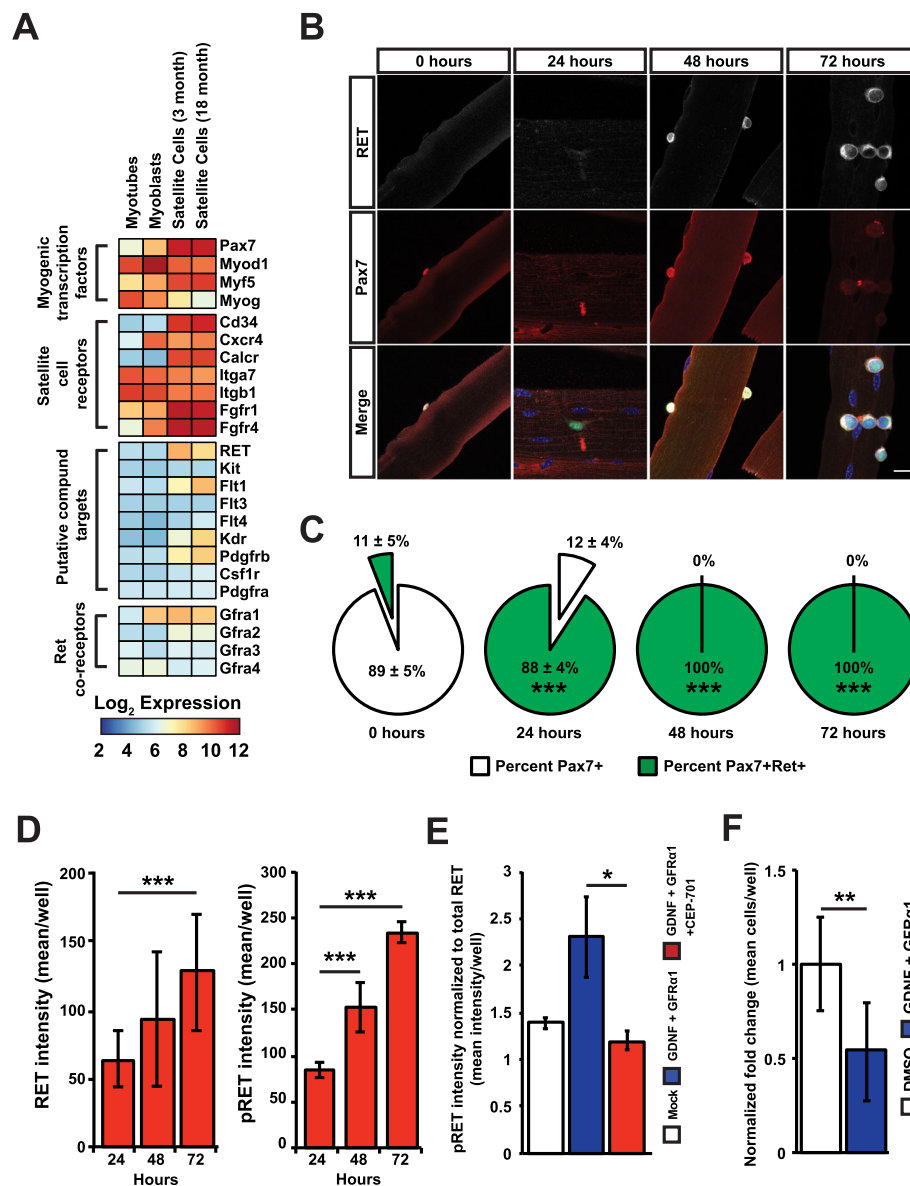 A
Myotubes
Myoblasts
Satellite Cells (3 month)
Satellite Cells (18 month)
Myogenic transcription factors
Pax7
Myod1
Myf5
Myog
Satellite cell receptors
Cd34
Cxcr4
Calcr
Itga7
Itgb1
Fgfr1
Fgfr4
Putative compound targets
RET
Kit
Flt1
Flt3
Flt4
Kdr
Pdgfrb
Csf1r
Pdgfra
Ret co-receptors
Gfra1
Gfra2
Gfra3
Gfra4
Log2 Expression
2 4 6 8 10 12
B
0 hours
24 hours
48 hours
72 hours
RET
Pax7
Merge
C
11 ± 5%
89 ± 5%
0 hours
12 ± 4%
88 ± 4%
***
24 hours
0%
100%
***
48 hours
0%
100%
***
72 hours
Percent Pax7+
Percent Pax7+Ret+
D
RET intensity (mean/well)
200
150
100
50
0
***
24 48 72
Hours
pRET intensity (mean/well)
300
250
200
150
100
50
0
***
***
24 48 72
Hours
E
pRET intensity normalized to total RET
(mean intensity/well)
3
2.5
2
1.5
1
0.5
0
*
Mock
GDNF + GFRα1
GDNF + GFRα1
+CEP-701
F
Normalized fold change (mean cells/well)
1.5
1
0.5
0
**
DMSO
GDNF + GFRα1